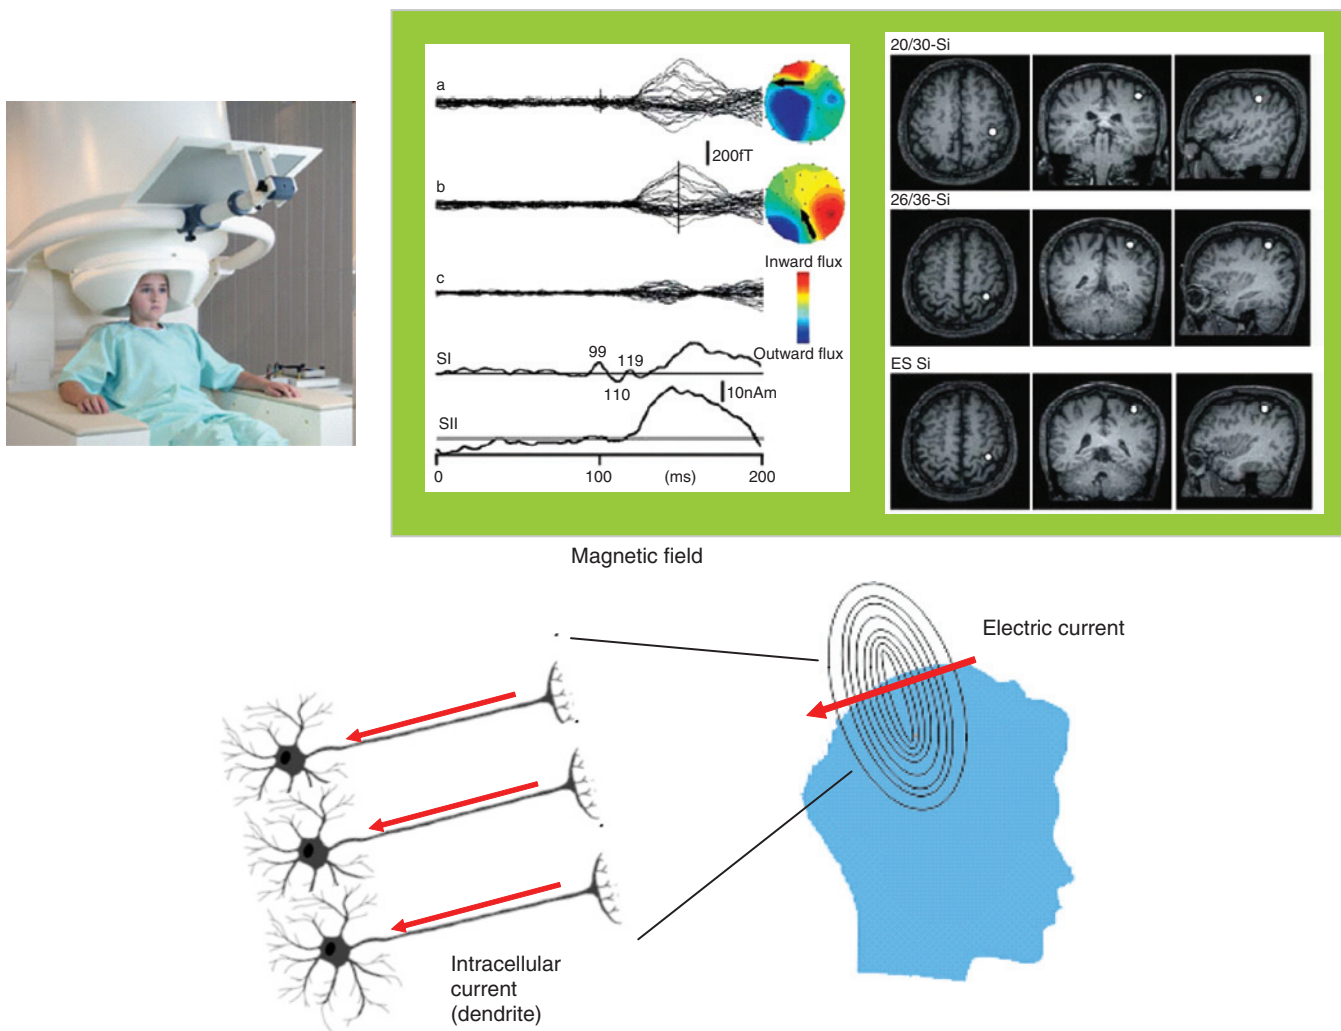 a
200fT
b
Inward flux
c
Outward flux
SI
99
119
110
10nAm
SII
0
100
(ms)
200
20/30-Si
26/36-Si
ES Si
Magnetic field
Electric current
Intracellular
current
(dendrite)